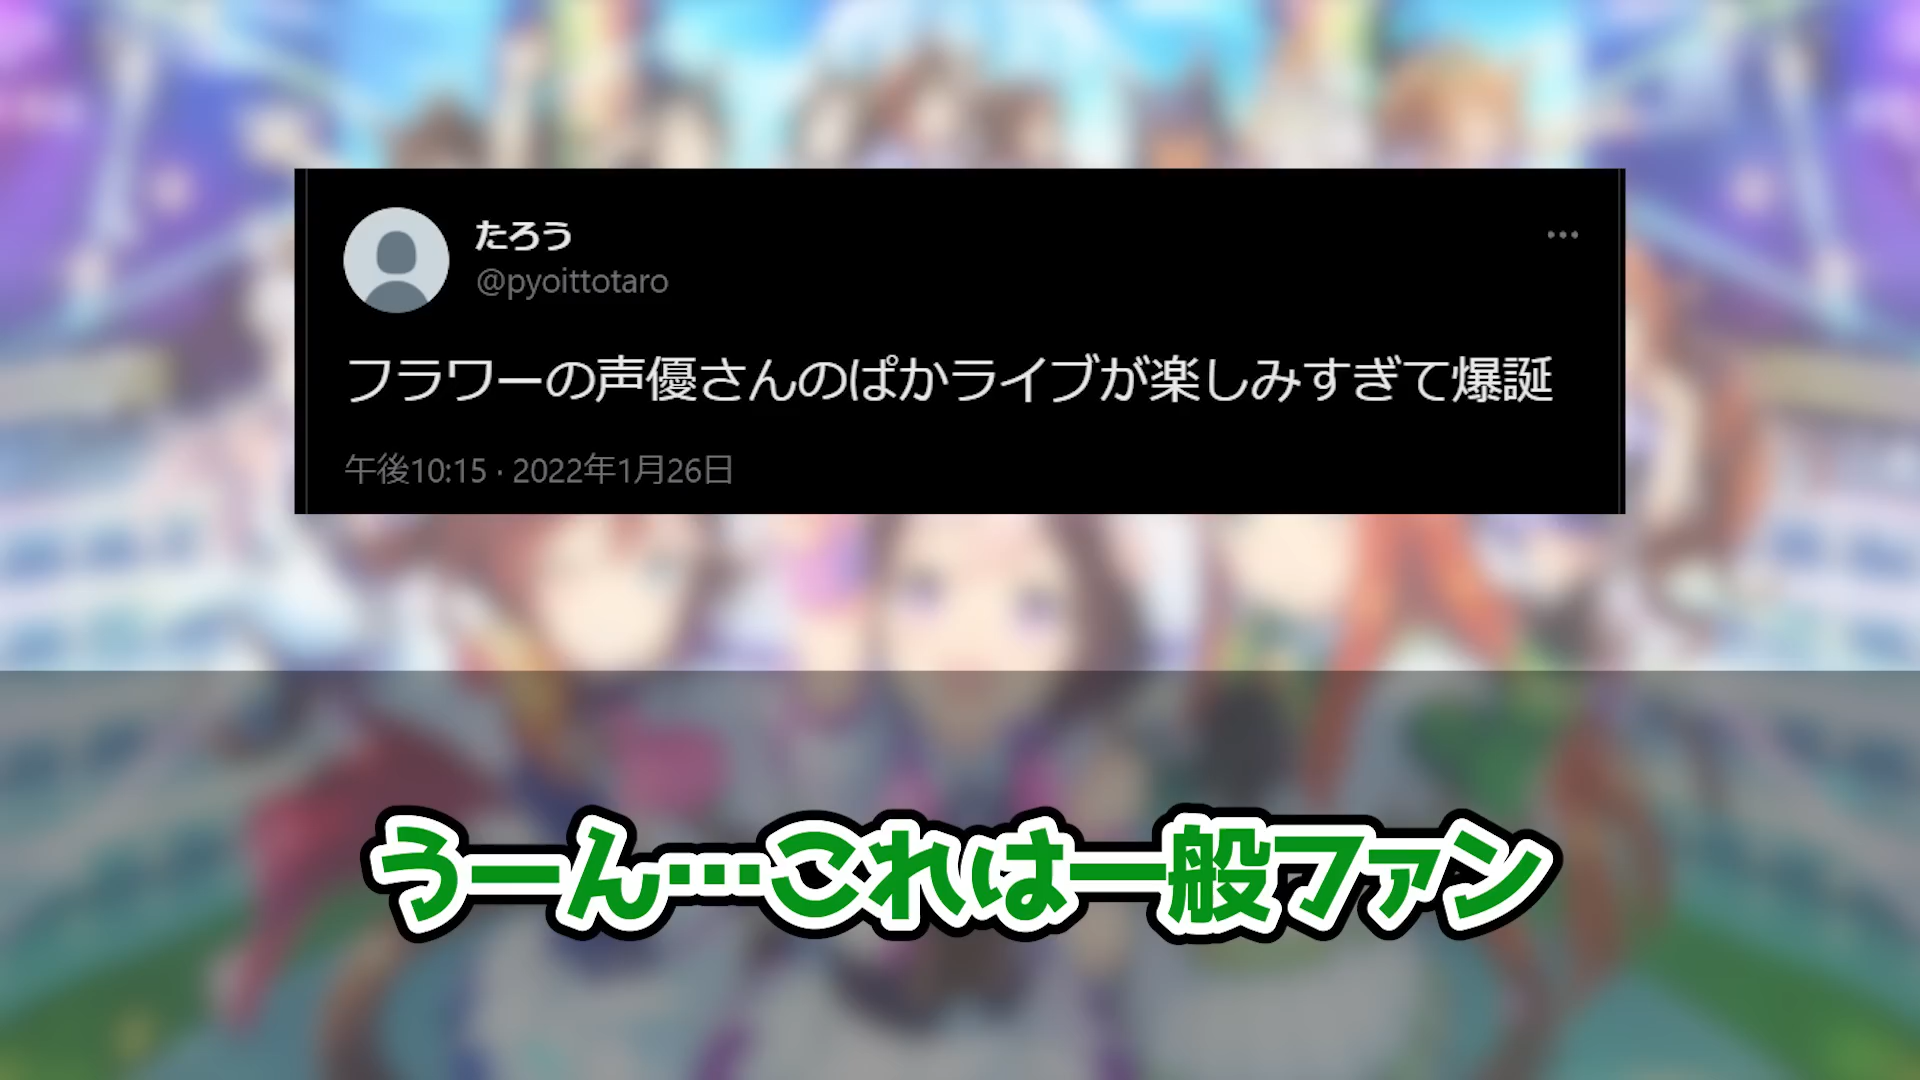 たろう
@pyoittotaro
フラワーの声優さんのぱかライブが楽しみすぎて爆誕
午後10:15 · 2022年1月26日
うーん…これは一般ファン